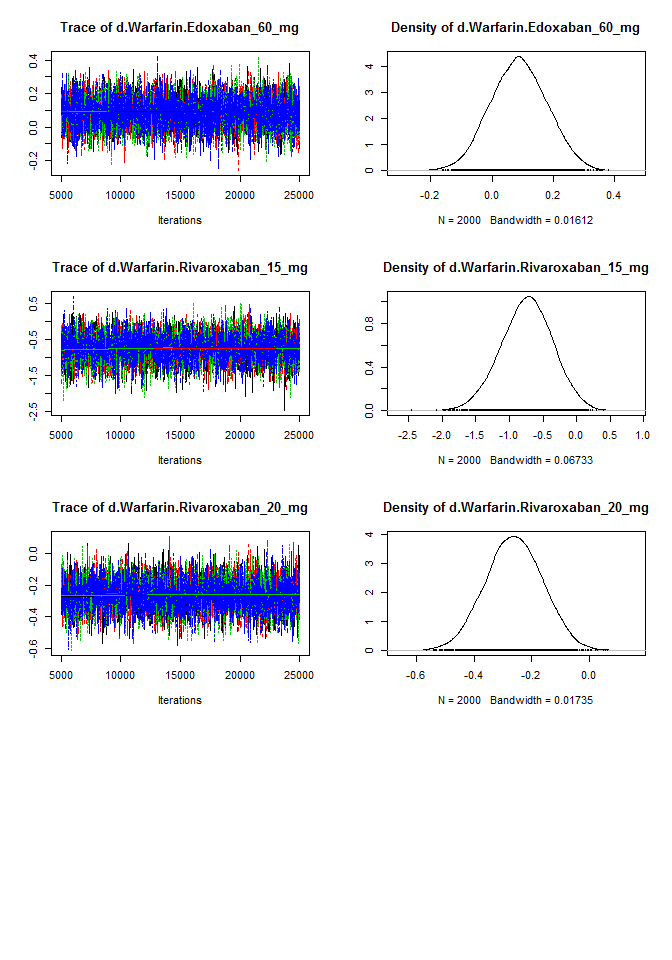 Trace of d.Warfarin.Edoxaban_60_mg
-0.2 0.0 0.2 0.4
5000 10000 15000 20000 25000
Iterations
Density of d.Warfarin.Edoxaban_60_mg
0 1 2 3 4
-0.2 0.0 0.2 0.4
N = 2000 Bandwidth = 0.01612
Trace of d.Warfarin.Rivaroxaban_15_mg
-2.5 -1.5 -0.5 0.5
5000 10000 15000 20000 25000
Iterations
Density of d.Warfarin.Rivaroxaban_15_mg
0.0 0.4 0.8
-2.5 -1.5 -0.5 0.0 0.5 1.0
N = 2000 Bandwidth = 0.06733
Trace of d.Warfarin.Rivaroxaban_20_mg
-0.6 -0.4 -0.2 0.0
5000 10000 15000 20000 25000
Iterations
Density of d.Warfarin.Rivaroxaban_20_mg
0 1 2 3 4
-0.6 -0.4 -0.2 0.0
N = 2000 Bandwidth = 0.01735